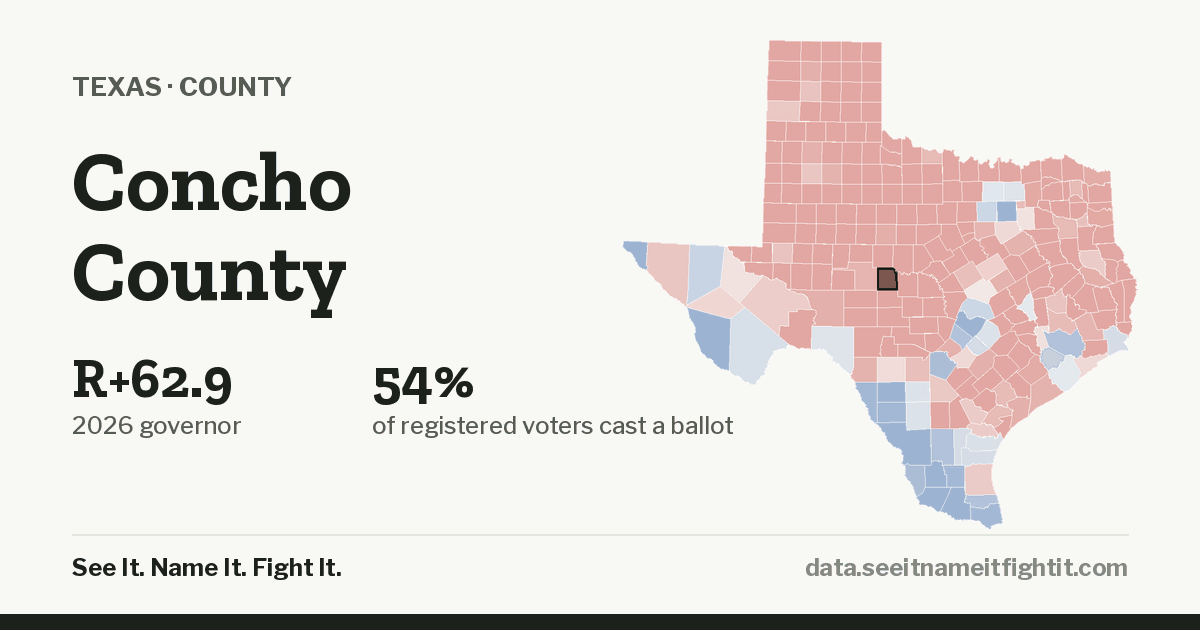 TEXAS · COUNTY
Concho
County
R+62.9
2026 governor
54%
of registered voters cast a ballot
See It. Name It. Fight It.
data.seeitnameitfightit.com